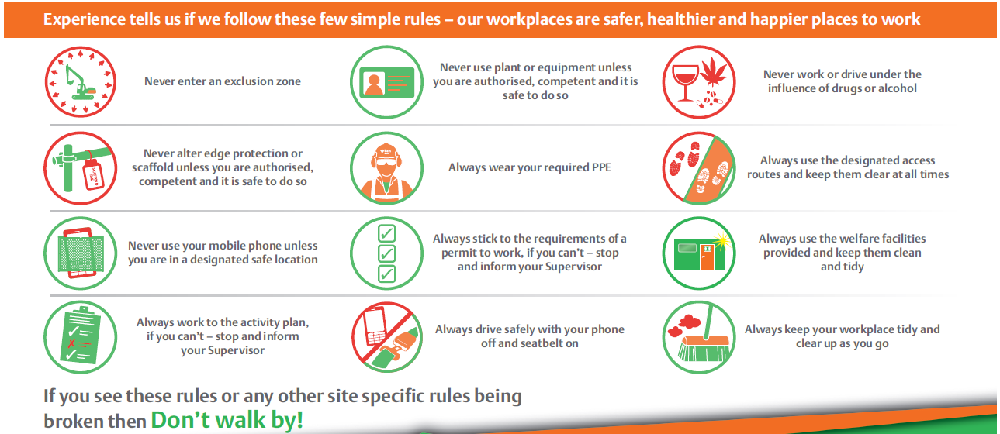 Experience tells us if we follow these few simple rules – our workplaces are safer, healthier and happier places to work
Never enter an exclusion zone
Never use plant or equipment unless
you are authorised, competent and it is
safe to do so
Never work or drive under the
influence of drugs or alcohol
Never alter edge protection or
scaffold unless you are authorised,
competent and it is safe to do so
Always wear your required PPE
Always use the designated access
routes and keep them clear at all times
Never use your mobile phone unless
you are in a designated safe location
Always stick to the requirements of a
permit to work, if you can't – stop
and inform your Supervisor
Always use the welfare facilities
provided and keep them clean
and tidy
Always work to the activity plan,
if you can't – stop and inform
your Supervisor
Always drive safely with your phone
off and seatbelt on
Always keep your workplace tidy and
clear up as you go
If you see these rules or any other site specific rules being
broken then Don't walk by!